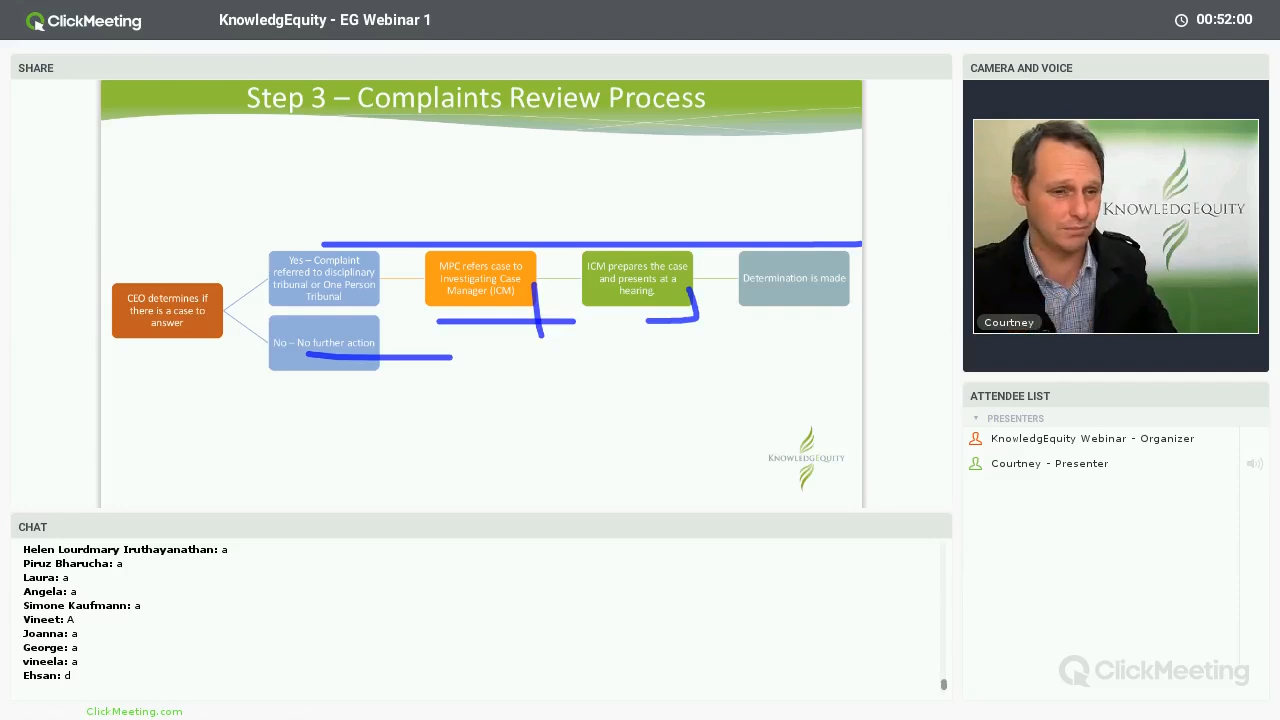 ClickMeeting
KnowledgEquity - EG Webinar 1
00:52:00
SHARE
Step 3 – Complaints Review Process
CEO determines if
there is a case to
answer
Yes – Complaint
referred to disciplinary
tribunal or One Person
Tribunal
No – No further action
MPC refers case to
Investigating Case
Manager (ICM)
ICM prepares the case
and presents at a
hearing.
Determination is made
KNOWLEDGEQUITY
CAMERA AND VOICE
KNOWLEDGEQUITY
Courtney
ATTENDEE LIST
PRESENTERS
KnowledgEquity Webinar - Organizer
Courtney - Presenter
CHAT
Helen Lourdmary Iruthayanathan: a
Piruz Bharucha: a
Laura: a
Angela: a
Simone Kaufmann: a
Vineet: A
Joanna: a
George: a
vineela: a
Ehsan: d
ClickMeeting
ClickMeeting.com